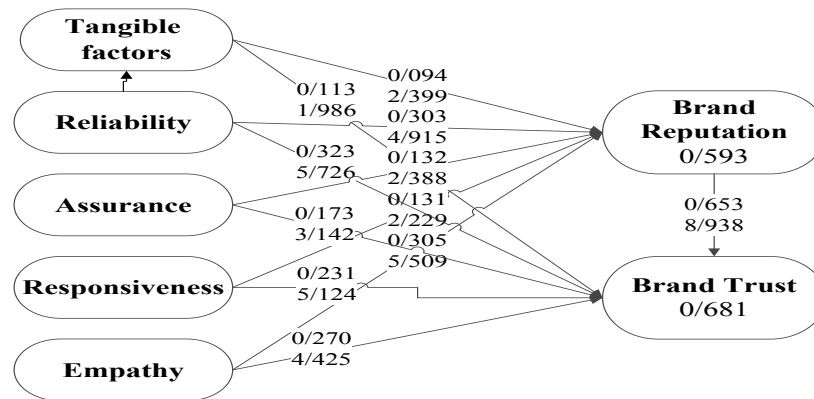 Tangible
factors
Reliability
Assurance
Responsiveness
Empathy
0/113
1/986
0/323
5/726
0/173
3/142
0/231
5/124
0/270
4/425
0/094
2/399
0/303
4/915
0/132
2/388
0/131
2/229
0/305
5/509
Brand
Reputation
0/593
0/653
8/938
Brand Trust
0/681